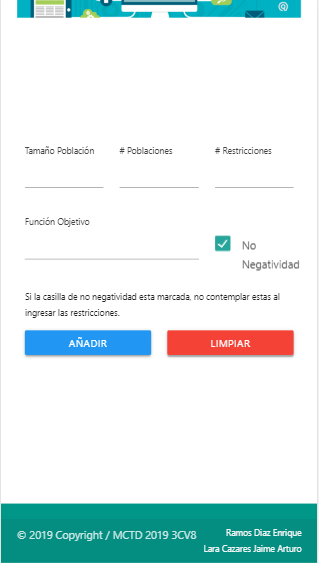 @
Tamaño Población # Poblaciones # Restricciones
Función Objetivo
No
Negatividad
Si la casilla de no negatividad esta marcada, no contemplar estas al
ingresar las restricciones.
AÑADIR LIMPIAR
© 2019 Copyright / MCTD 2019 3CV8 Ramos Diaz Enrique
Lara Cazares Jaime Arturo